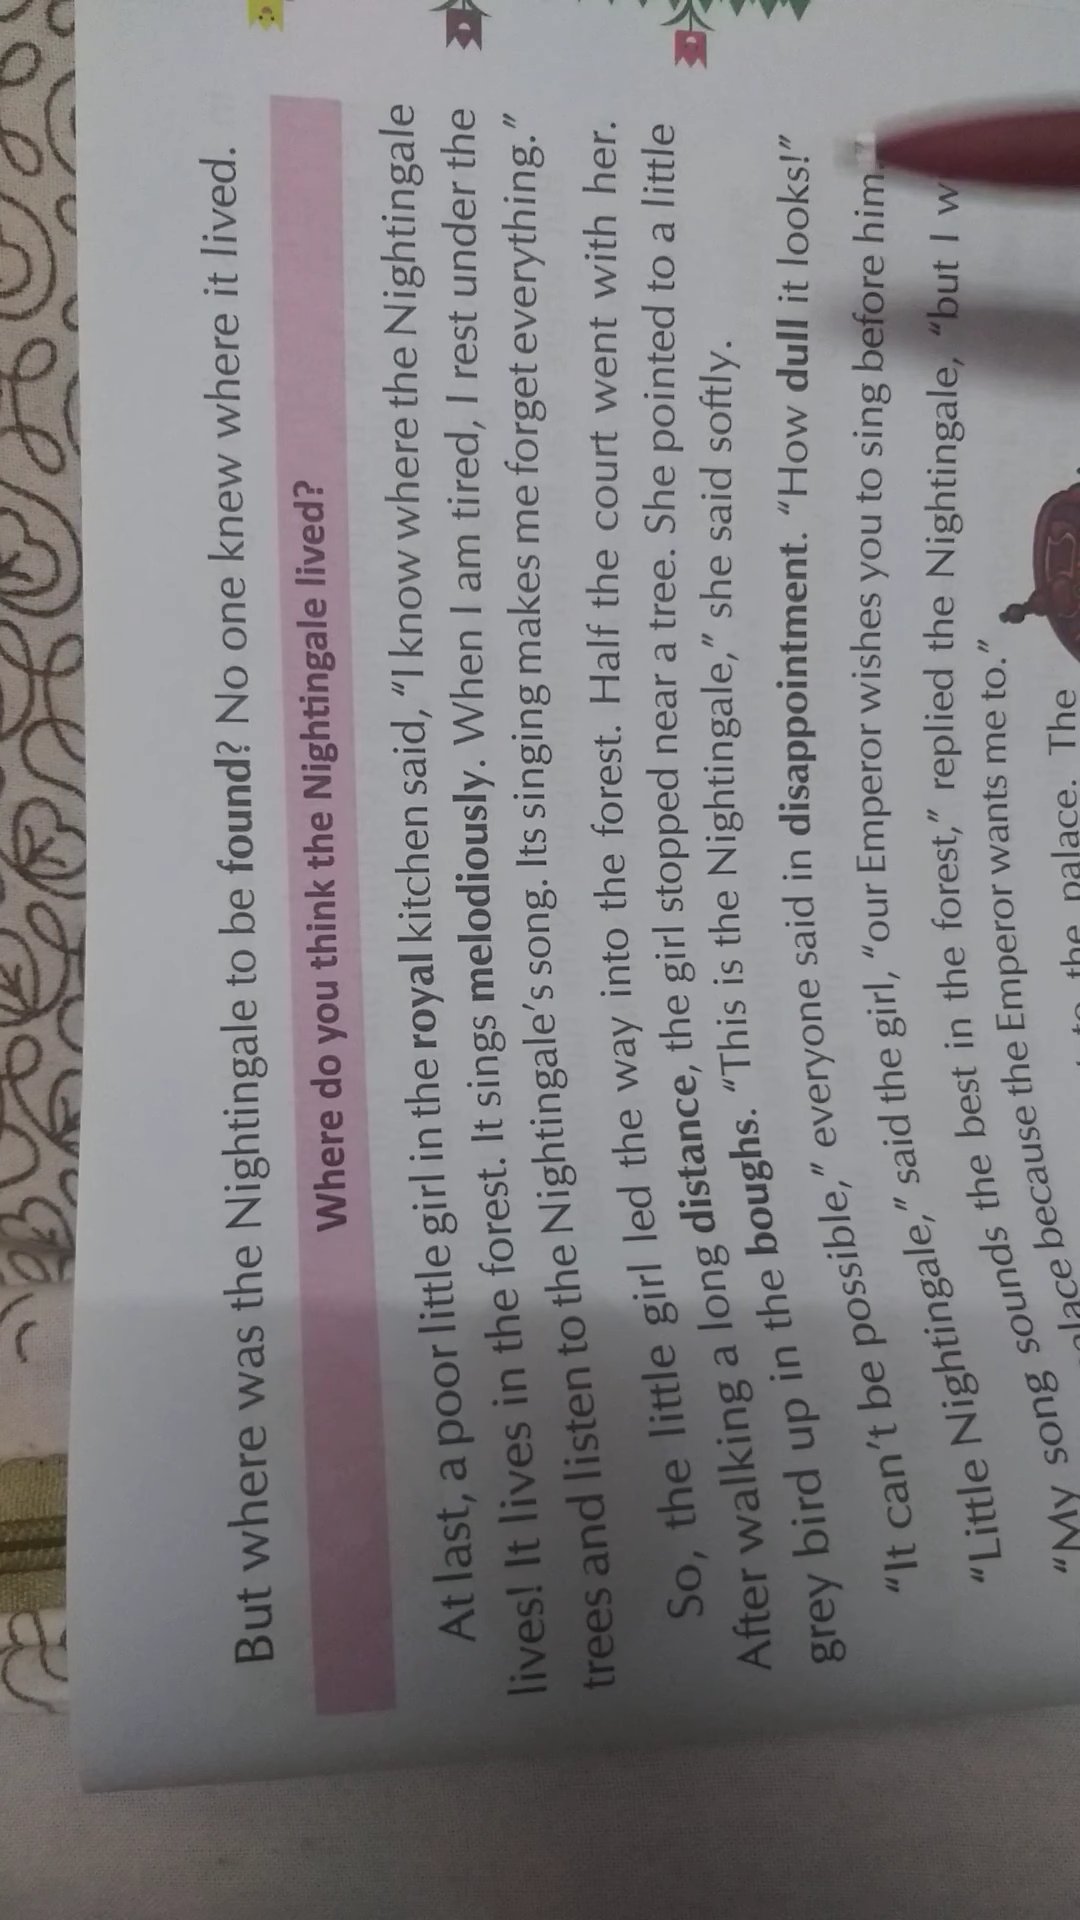 But where was the Nightingale to be found? No one knew where it lived.
Where do you think the Nightingale lived?
At last, a poor little girl in the royal kitchen said, “I know where the Nightingale
lives! It lives in the forest. It sings melodiously. When I am tired, I rest under the
trees and listen to the Nightingale’s song. Its singing makes me forget everything.”
So, the little girl led the way into the forest. Half the court went with her.
After walking a long distance, the girl stopped near a tree. She pointed to a little
grey bird up in the boughs. “This is the Nightingale,” she said softly.
“It can’t be possible,” everyone said in disappointment. “How dull it looks!”
“Little Nightingale,” said the girl, “our Emperor wishes you to sing before him.
“My song sounds the best in the forest,” replied the Nightingale, “but I
because the Emperor wants me to.”
the palace. The